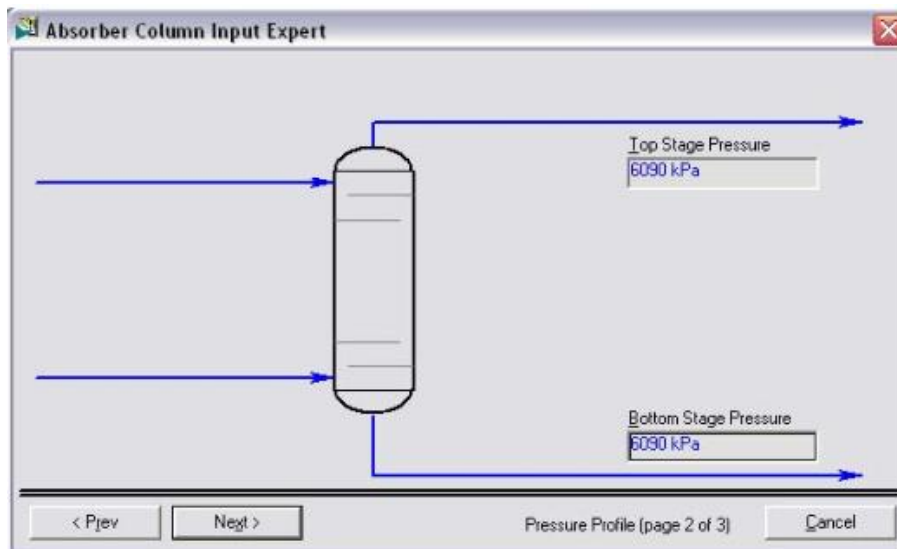 Absorber Column Input Expert
Top Stage Pressure
6090 kPa
Bottom Stage Pressure
6090 kPa
< Prev
Next >
Pressure Profile (page 2 of 3)
Cancel